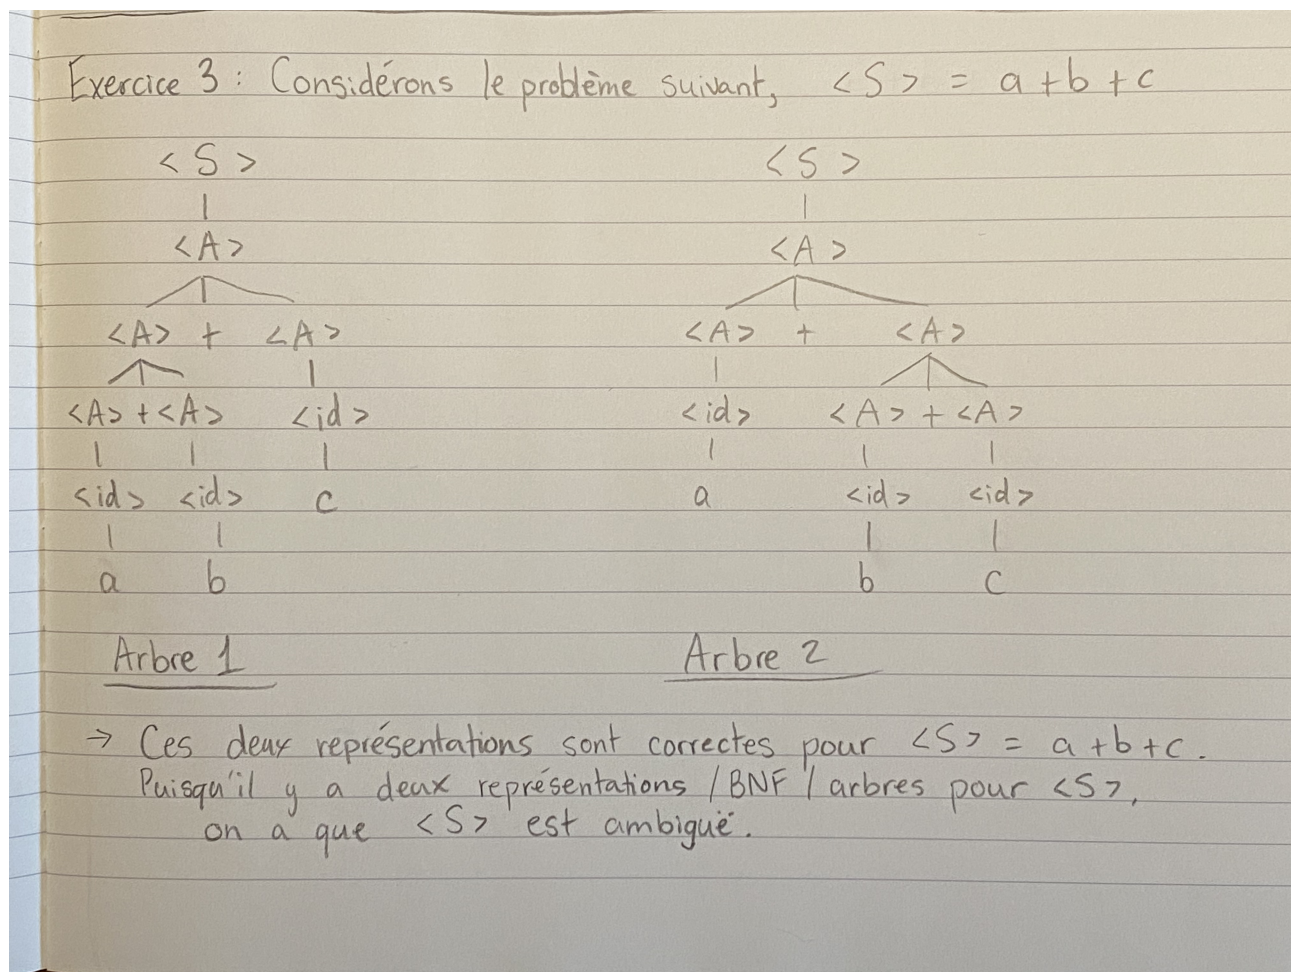 Exercice 3 : Considérons le problème suivant, <S> = a + b + c
<S> <S>
<A> <A>
<A> + <A> <A> + <A>
<A> + <A> <id> <id> <A> + <A>
<id> <id> c a <id> <id>
a b b c
Arbre 1 Arbre 2
→ Ces deux représentations sont correctes pour <S> = a + b + c.
Puisqu'il y a deux représentations / BNF / arbres pour <S>,
on a que <S> est ambiguë.